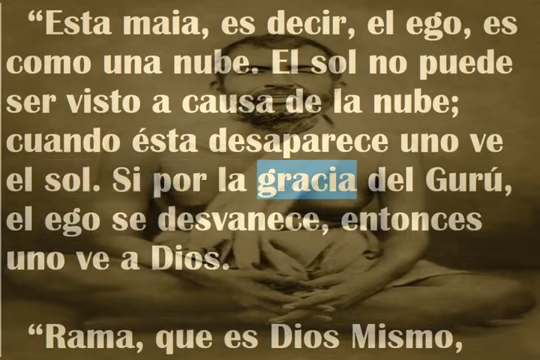 “Esta maia, es decir, el ego, es
como una nube. El sol no puede
ser visto a causa de la nube;
cuando ésta desaparece uno ve
el sol. Si por la gracia del Gurú,
el ego se desvanece, entonces
uno ve a Dios.
“Rama, que es Dios Mismo,